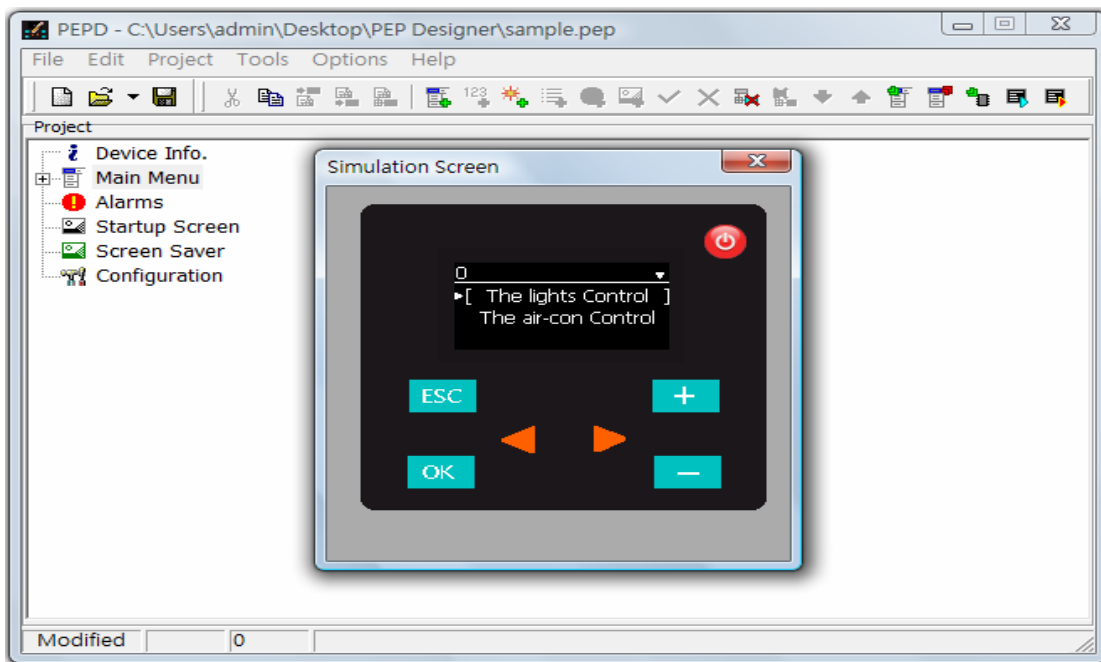 PEPD - C:\Users\admin\Desktop\PEP Designer\sample.pep
File Edit Project Tools Options Help
123
Project
Device Info.
Main Menu
Alarms
Startup Screen
Screen Saver
Configuration
Simulation Screen
0
[ The lights Control ]
The air-con Control
ESC +
OK −
Modified 0